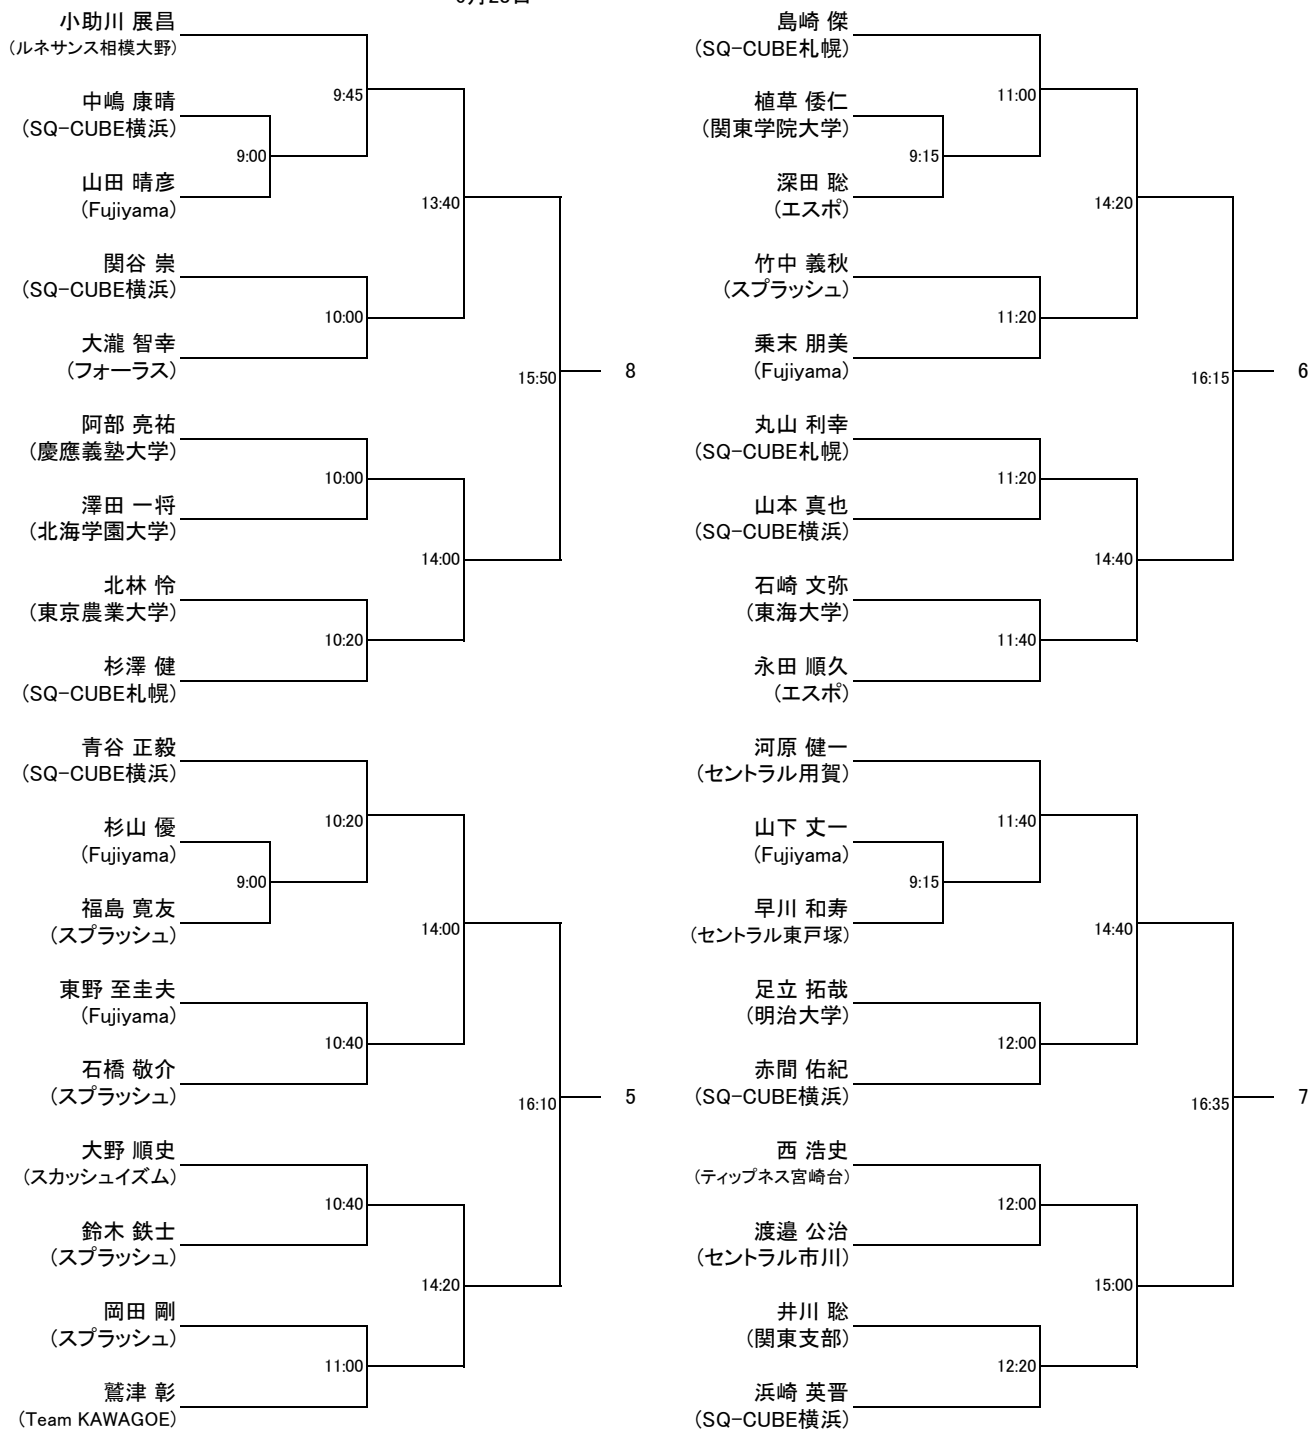 小助川 展昌
(ルネサンス相模大野)
9:45
中嶋 康晴
(SQ-CUBE横浜)
9:00
山田 晴彦
(Fujiyama)
13:40
関谷 崇
(SQ-CUBE横浜)
10:00
大瀧 智幸
(フォーラス)
15:50
8
阿部 亮祐
(慶應義塾大学)
10:00
澤田 一将
(北海学園大学)
14:00
北林 怜
(東京農業大学)
10:20
杉澤 健
(SQ-CUBE札幌)
青谷 正毅
(SQ-CUBE横浜)
10:20
杉山 優
(Fujiyama)
9:00
福島 寛友
(スプラッシュ)
14:00
東野 至圭夫
(Fujiyama)
10:40
石橋 敬介
(スプラッシュ)
16:10
5
大野 順史
(スカッシュイズム)
10:40
鈴木 鉄士
(スプラッシュ)
14:20
岡田 剛
(スプラッシュ)
11:00
鷲津 彰
(Team KAWAGOE)
島崎 傑
(SQ-CUBE札幌)
11:00
植草 倭仁
(関東学院大学)
9:15
深田 聡
(エスポ)
14:20
竹中 義秋
(スプラッシュ)
11:20
乗末 朋美
(Fujiyama)
16:15
6
丸山 利幸
(SQ-CUBE札幌)
11:20
山本 真也
(SQ-CUBE横浜)
14:40
石崎 文弥
(東海大学)
11:40
永田 順久
(エスポ)
河原 健一
(セントラル用賀)
11:40
山下 丈一
(Fujiyama)
9:15
早川 和寿
(セントラル東戸塚)
14:40
足立 拓哉
(明治大学)
12:00
赤間 佑紀
(SQ-CUBE横浜)
16:35
7
西 浩史
(ティップネス宮崎台)
12:00
渡邉 公治
(セントラル市川)
15:00
井川 聡
(関東支部)
12:20
浜崎 英晋
(SQ-CUBE横浜)